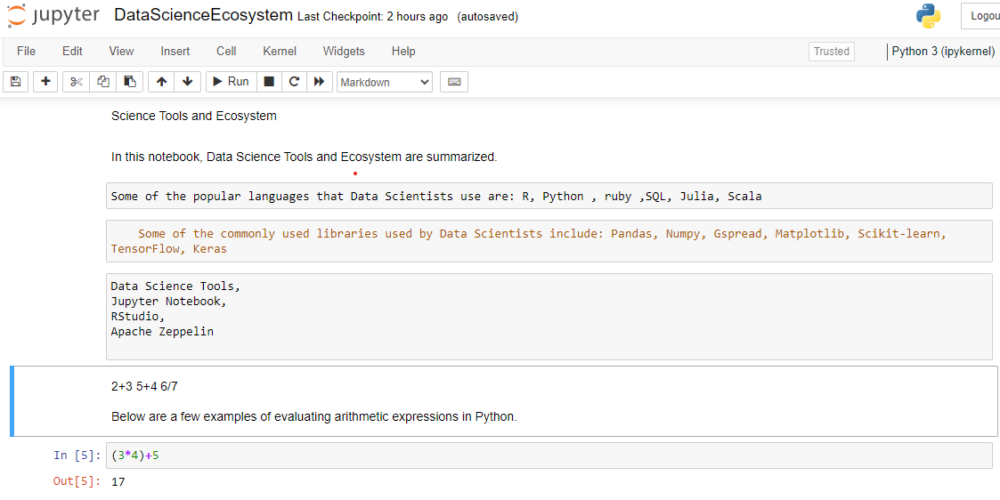 jupyter DataScienceEcosystem Last Checkpoint: 2 hours ago (autosaved)
Logou
File Edit View Insert Cell Kernel Widgets Help Trusted Python 3 (ipykernel)
Run Markdown
Science Tools and Ecosystem
In this notebook, Data Science Tools and Ecosystem are summarized.
Some of the popular languages that Data Scientists use are: R, Python , ruby ,SQL, Julia, Scala
Some of the commonly used libraries used by Data Scientists include: Pandas, Numpy, Gspread, Matplotlib, Scikit-learn,
TensorFlow, Keras
Data Science Tools,
Jupyter Notebook,
RStudio,
Apache Zeppelin
2+3 5+4 6/7
Below are a few examples of evaluating arithmetic expressions in Python.
In [5]: (3*4)+5
Out[5]: 17